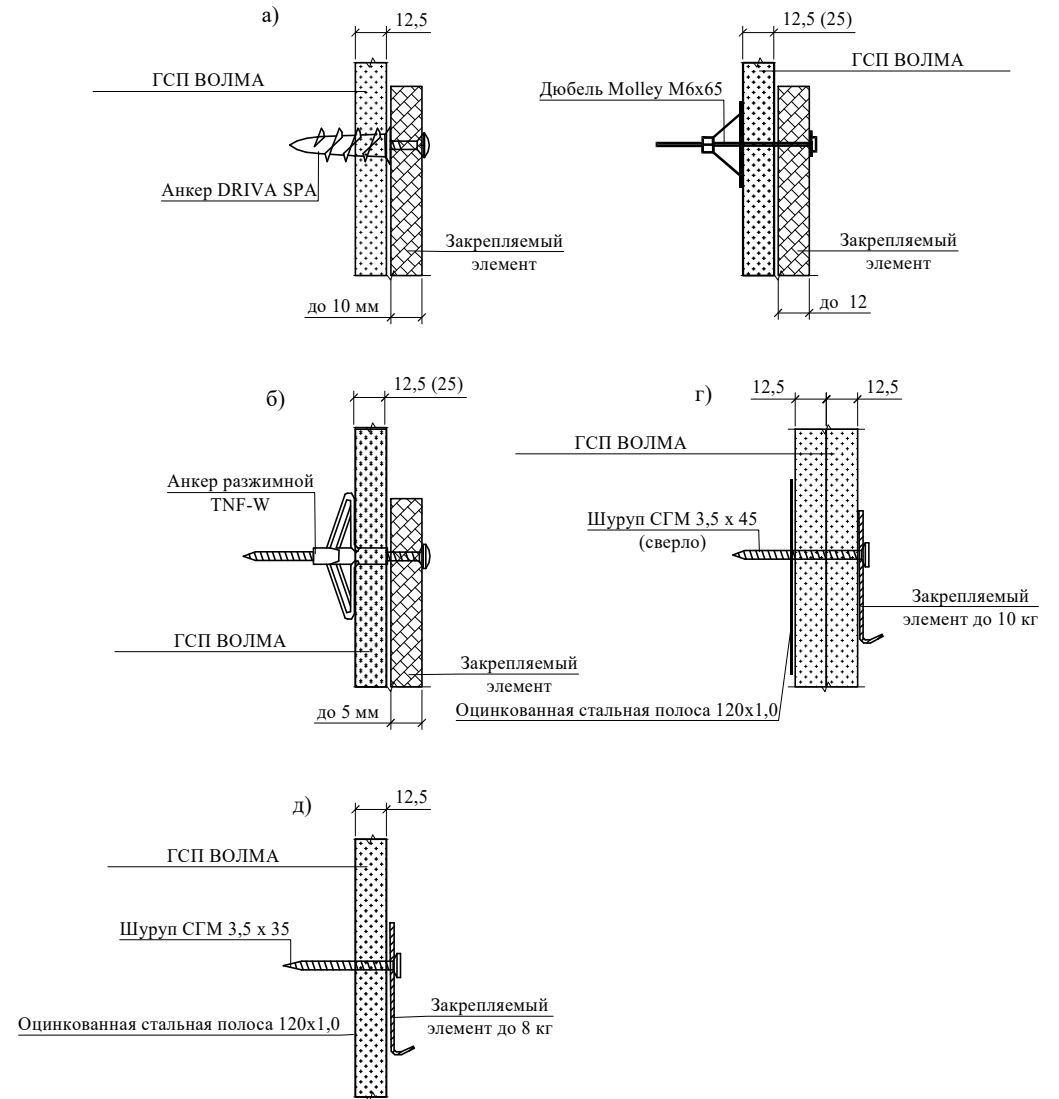 а)
12,5
ГСП ВОЛМА
Анкер DRIVA SPA
Закрепляемый
элемент
до 10 мм
12,5 (25)
ГСП ВОЛМА
Дюбель Molley М6х65
Закрепляемый
элемент
до 12
б)
12,5 (25)
Анкер разжимной
TNF-W
ГСП ВОЛМА
Закрепляемый
элемент
до 5 мм
г)
12,5
12,5
ГСП ВОЛМА
Шуруп СГМ 3,5 х 45
(сверло)
Закрепляемый
элемент до 10 кг
Оцинкованная стальная полоса 120х1,0
д)
12,5
ГСП ВОЛМА
Шуруп СГМ 3,5 х 35
Оцинкованная стальная полоса 120х1,0
Закрепляемый
элемент до 8 кг